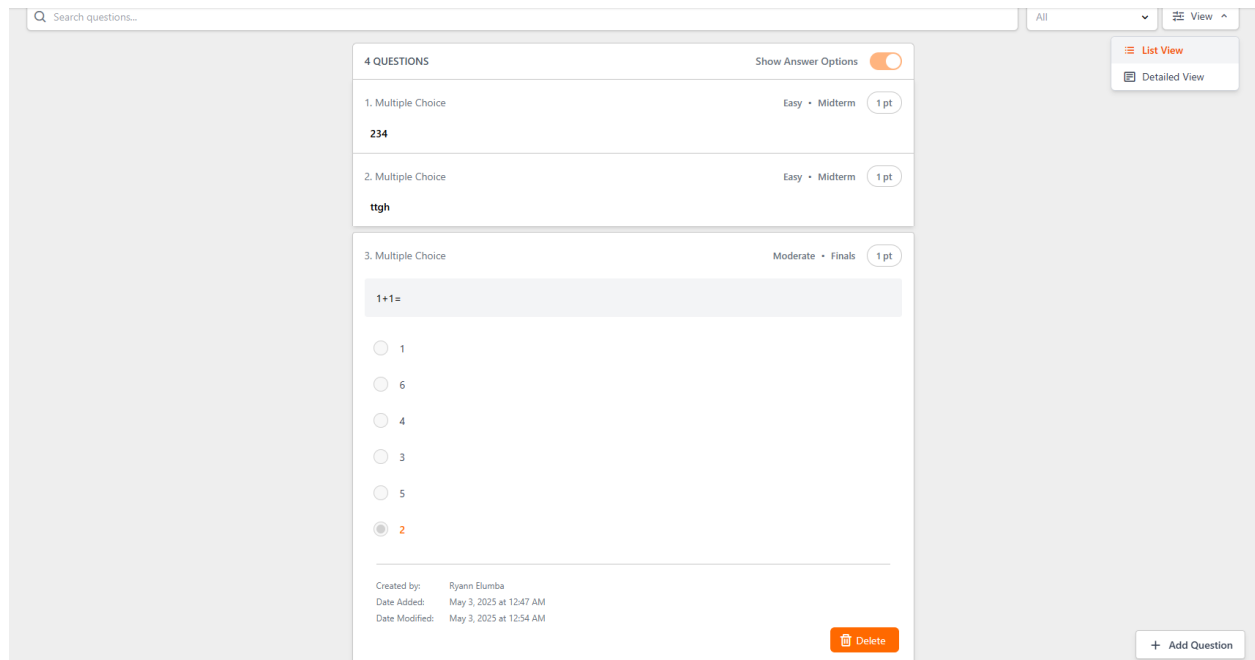 Search questions...
All
View
List View
Detailed View
4 QUESTIONS
Show Answer Options
1. Multiple Choice
Easy • Midterm
1 pt
234
2. Multiple Choice
Easy • Midterm
1 pt
ttgh
3. Multiple Choice
Moderate • Finals
1 pt
1+1=
1
6
4
3
5
2
Created by: Ryann Elumba
Date Added: May 3, 2025 at 12:47 AM
Date Modified: May 3, 2025 at 12:54 AM
Delete
+ Add Question